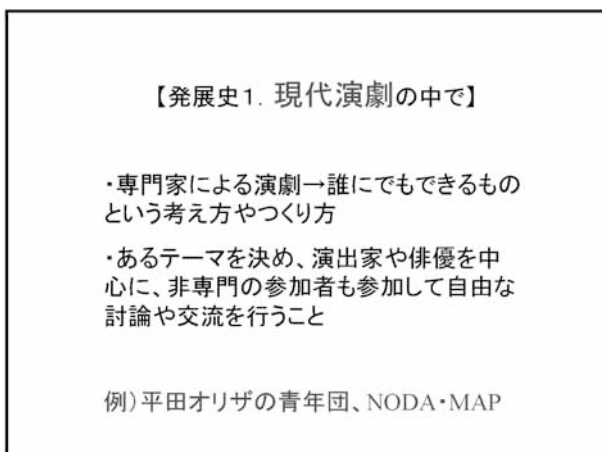 【発展史1．現代演劇の中で】
・専門家による演劇→誰にでもできるもの
という考え方やつくり方
・あるテーマを決め、演出家や俳優を中
心に、非専門の参加者も参加して自由な
討論や交流を行うこと
例）平田オリザの青年団、NODA・MAP